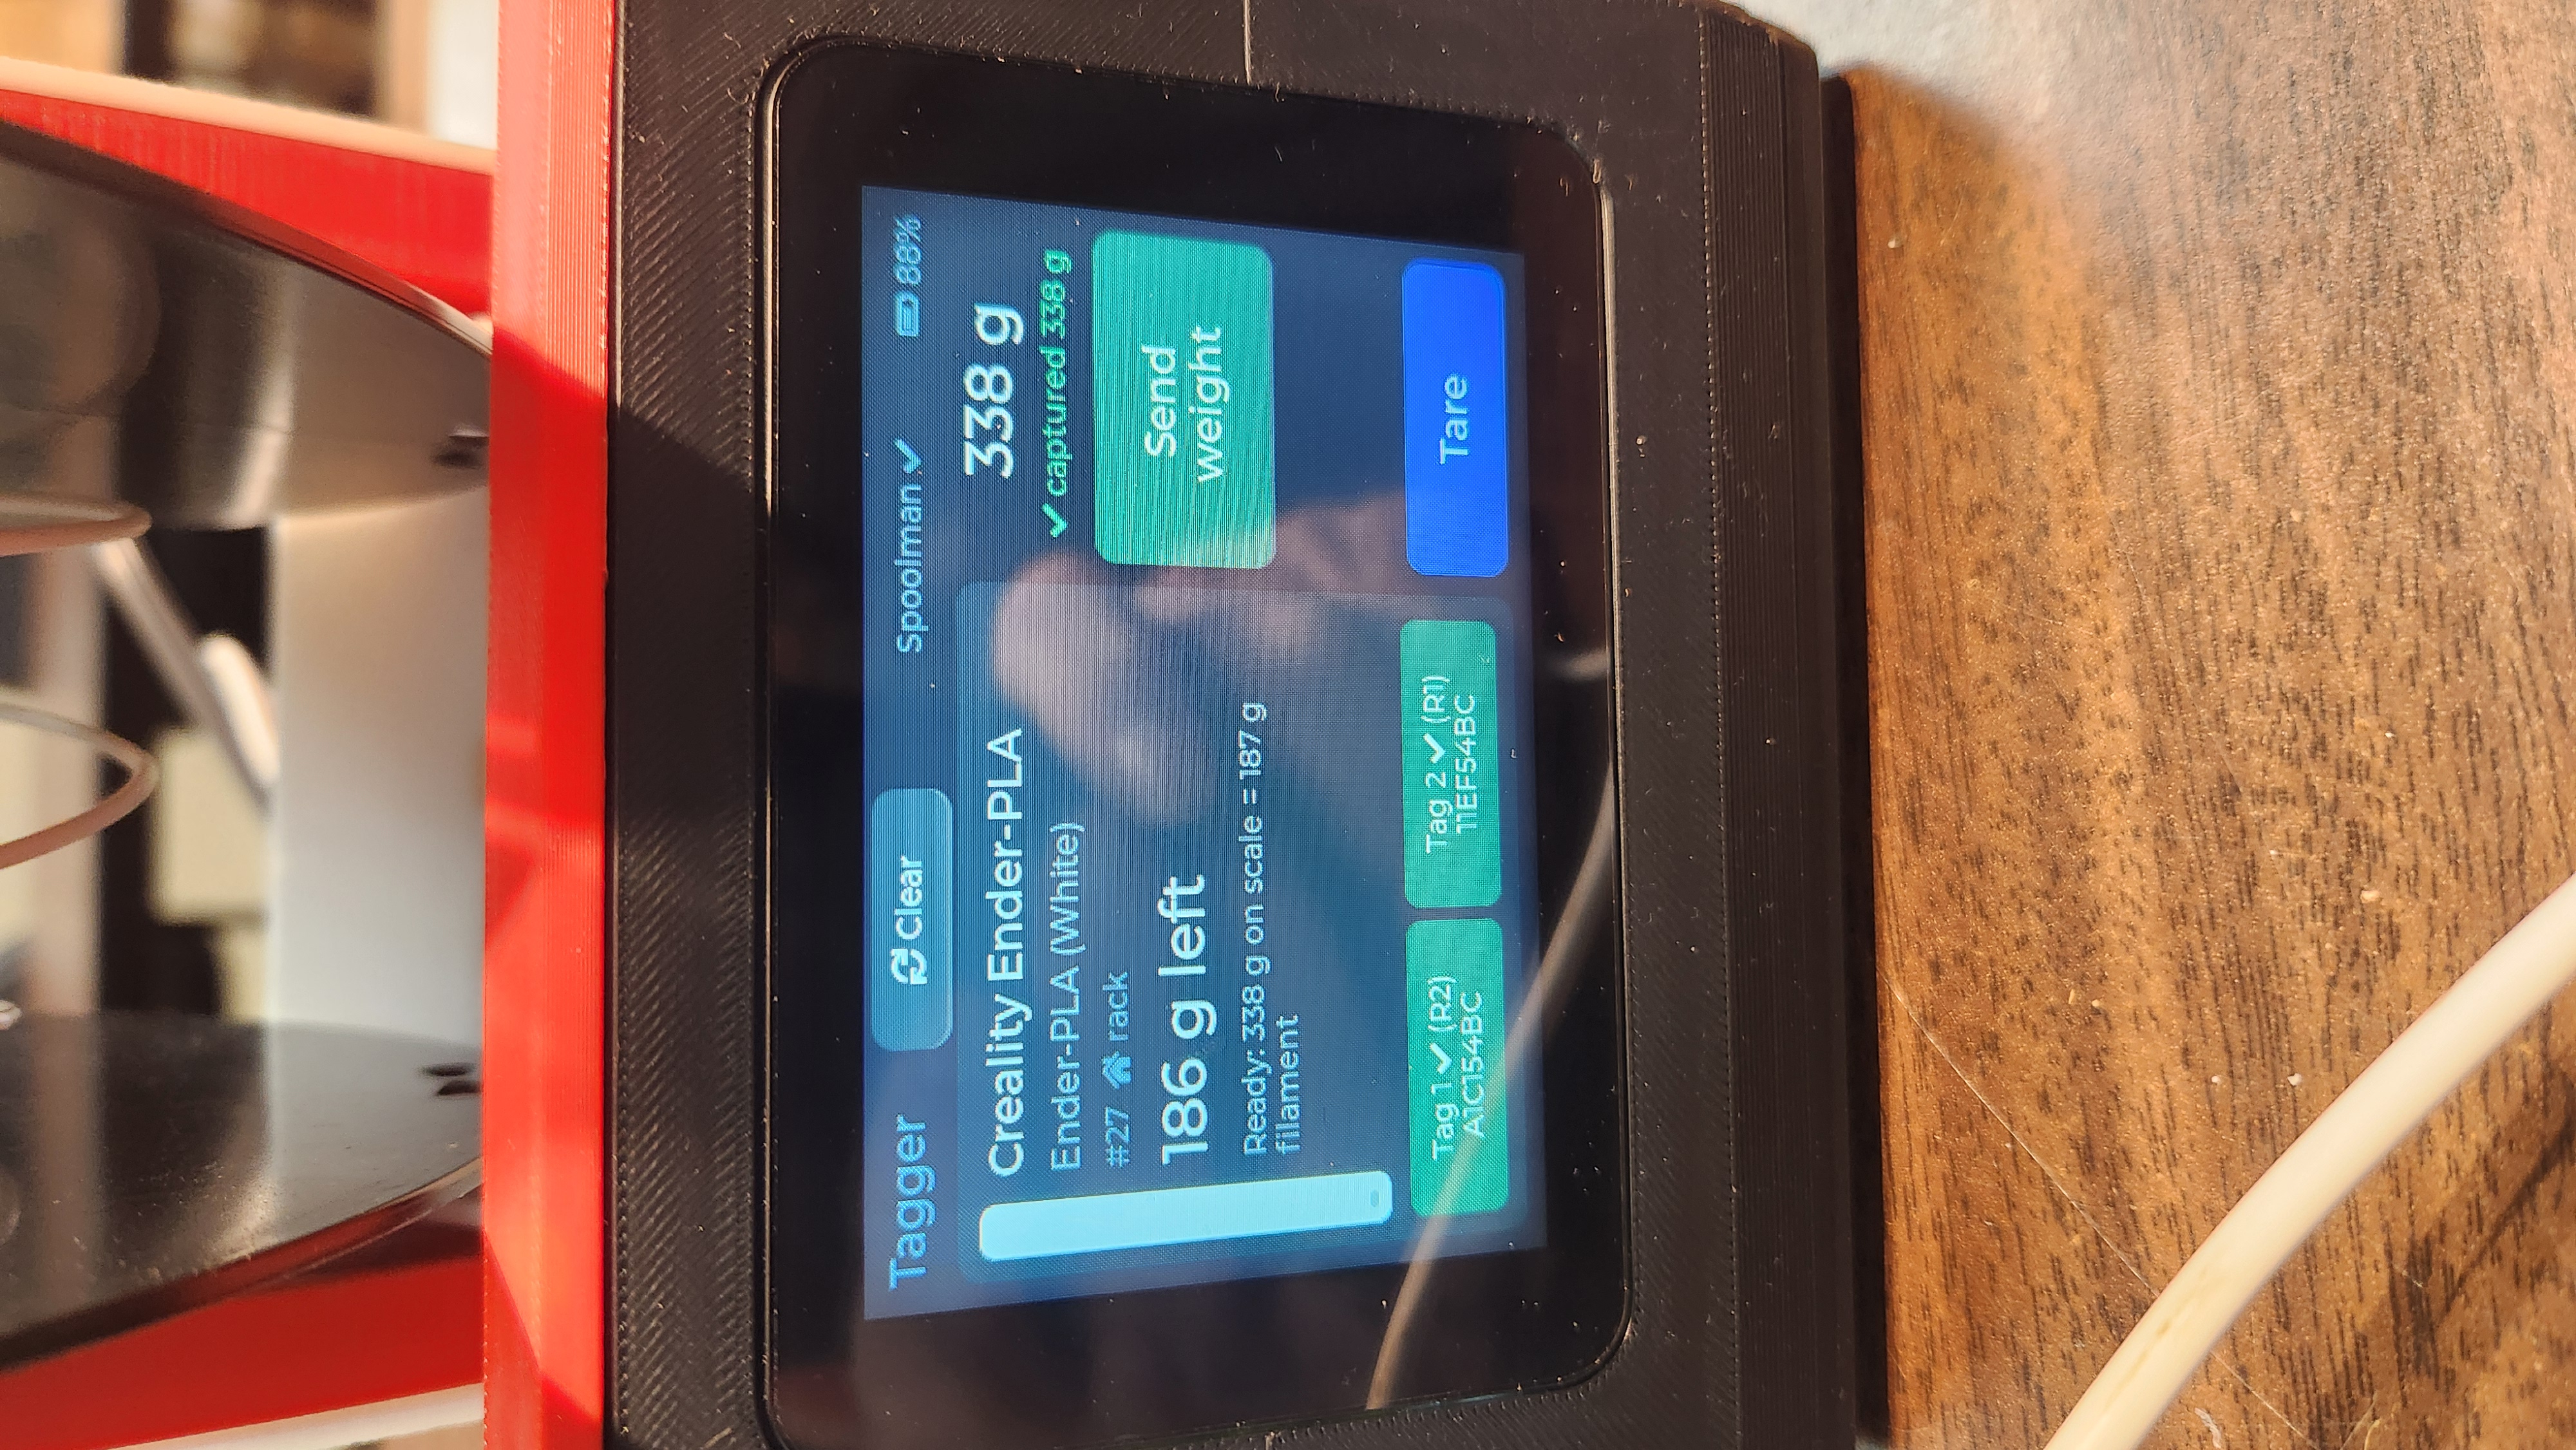 Tagger
Clear
Spoolman
88%
Creality Ender-PLA
Ender-PLA (White)
#27 rack
186 g left
Ready: 338 g on scale = 187 g
filament
338 g
captured 338 g
Send
weight
Tag 1 ✓ (R2)
A1C154BC
Tag 2 ✓ (R1)
11EF54BC
Tare